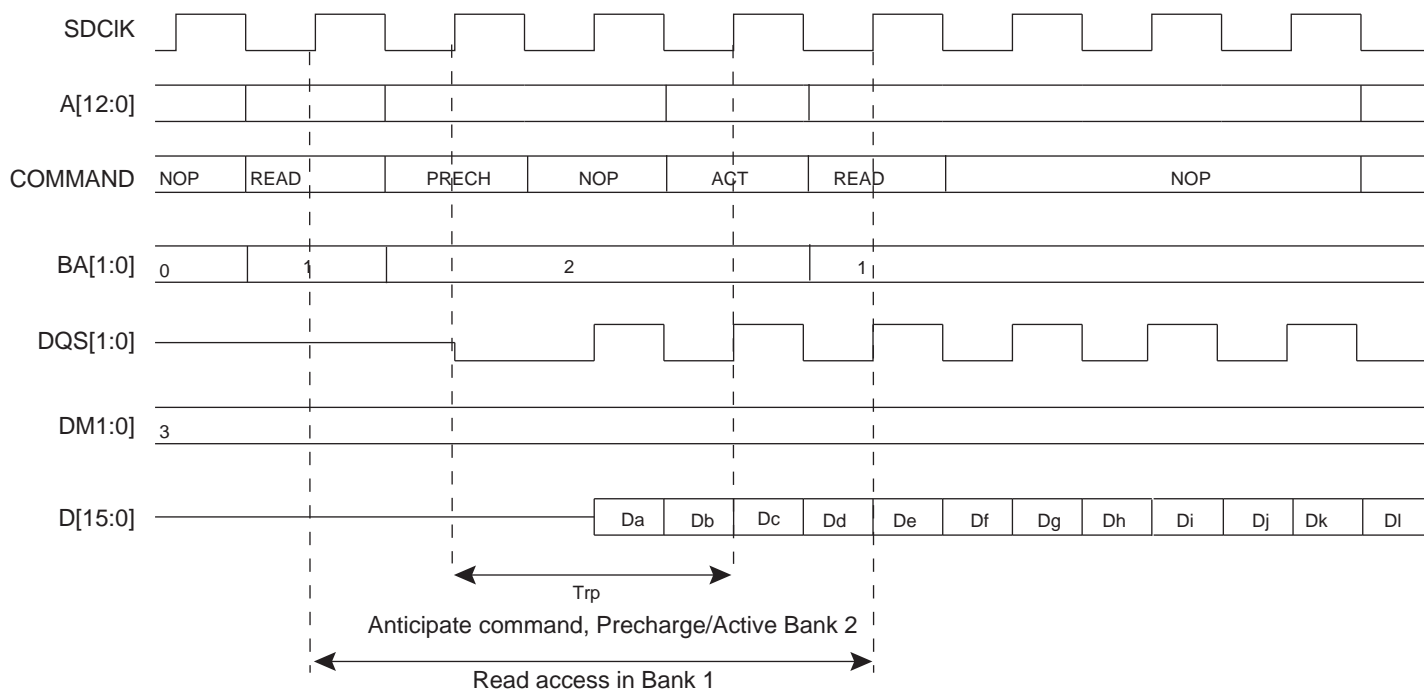 SDClK
A[12:0]
COMMAND NOP READ PRECH NOP ACT READ NOP
BA[1:0] 0 1 2 1
DQS[1:0]
DM1:0] 3
D[15:0] Da Db Dc Dd De Df Dg Dh Di Dj Dk Dl
Trp
Anticipate command, Precharge/Active Bank 2
Read access in Bank 1